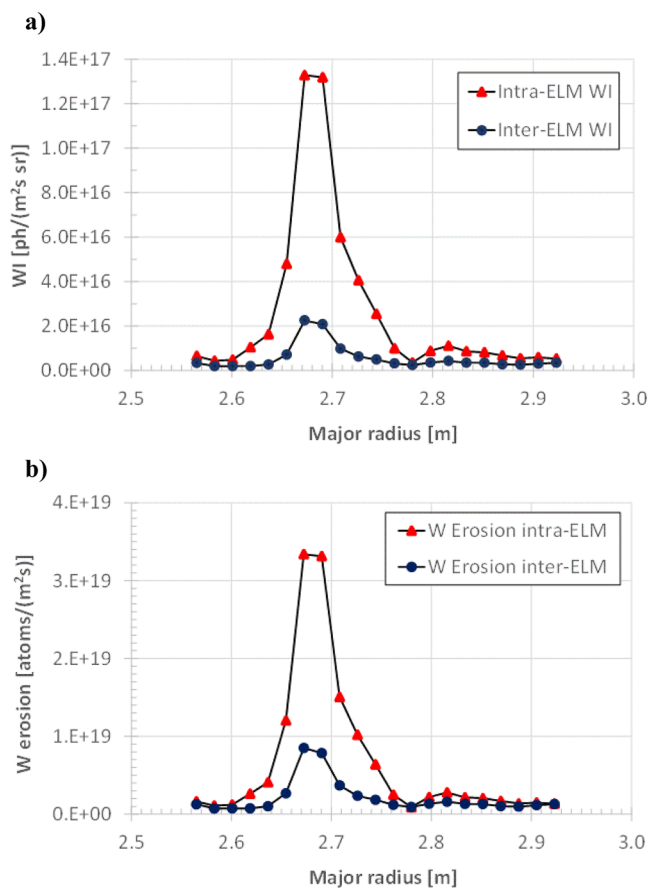 a)
1.4E+17
1.2E+17
1.0E+17
8.0E+16
6.0E+16
4.0E+16
2.0E+16
0.0E+00
WI [ph/(m²s sr)]
Intra-ELM WI
Inter-ELM WI
2.5 2.6 2.7 2.8 2.9 3.0
Major radius [m]
b)
4.E+19
3.E+19
2.E+19
1.E+19
0.E+00
W erosion [atoms/(m²s)]
W Erosion intra-ELM
W Erosion inter-ELM
2.5 2.6 2.7 2.8 2.9 3.0
Major radius [m]